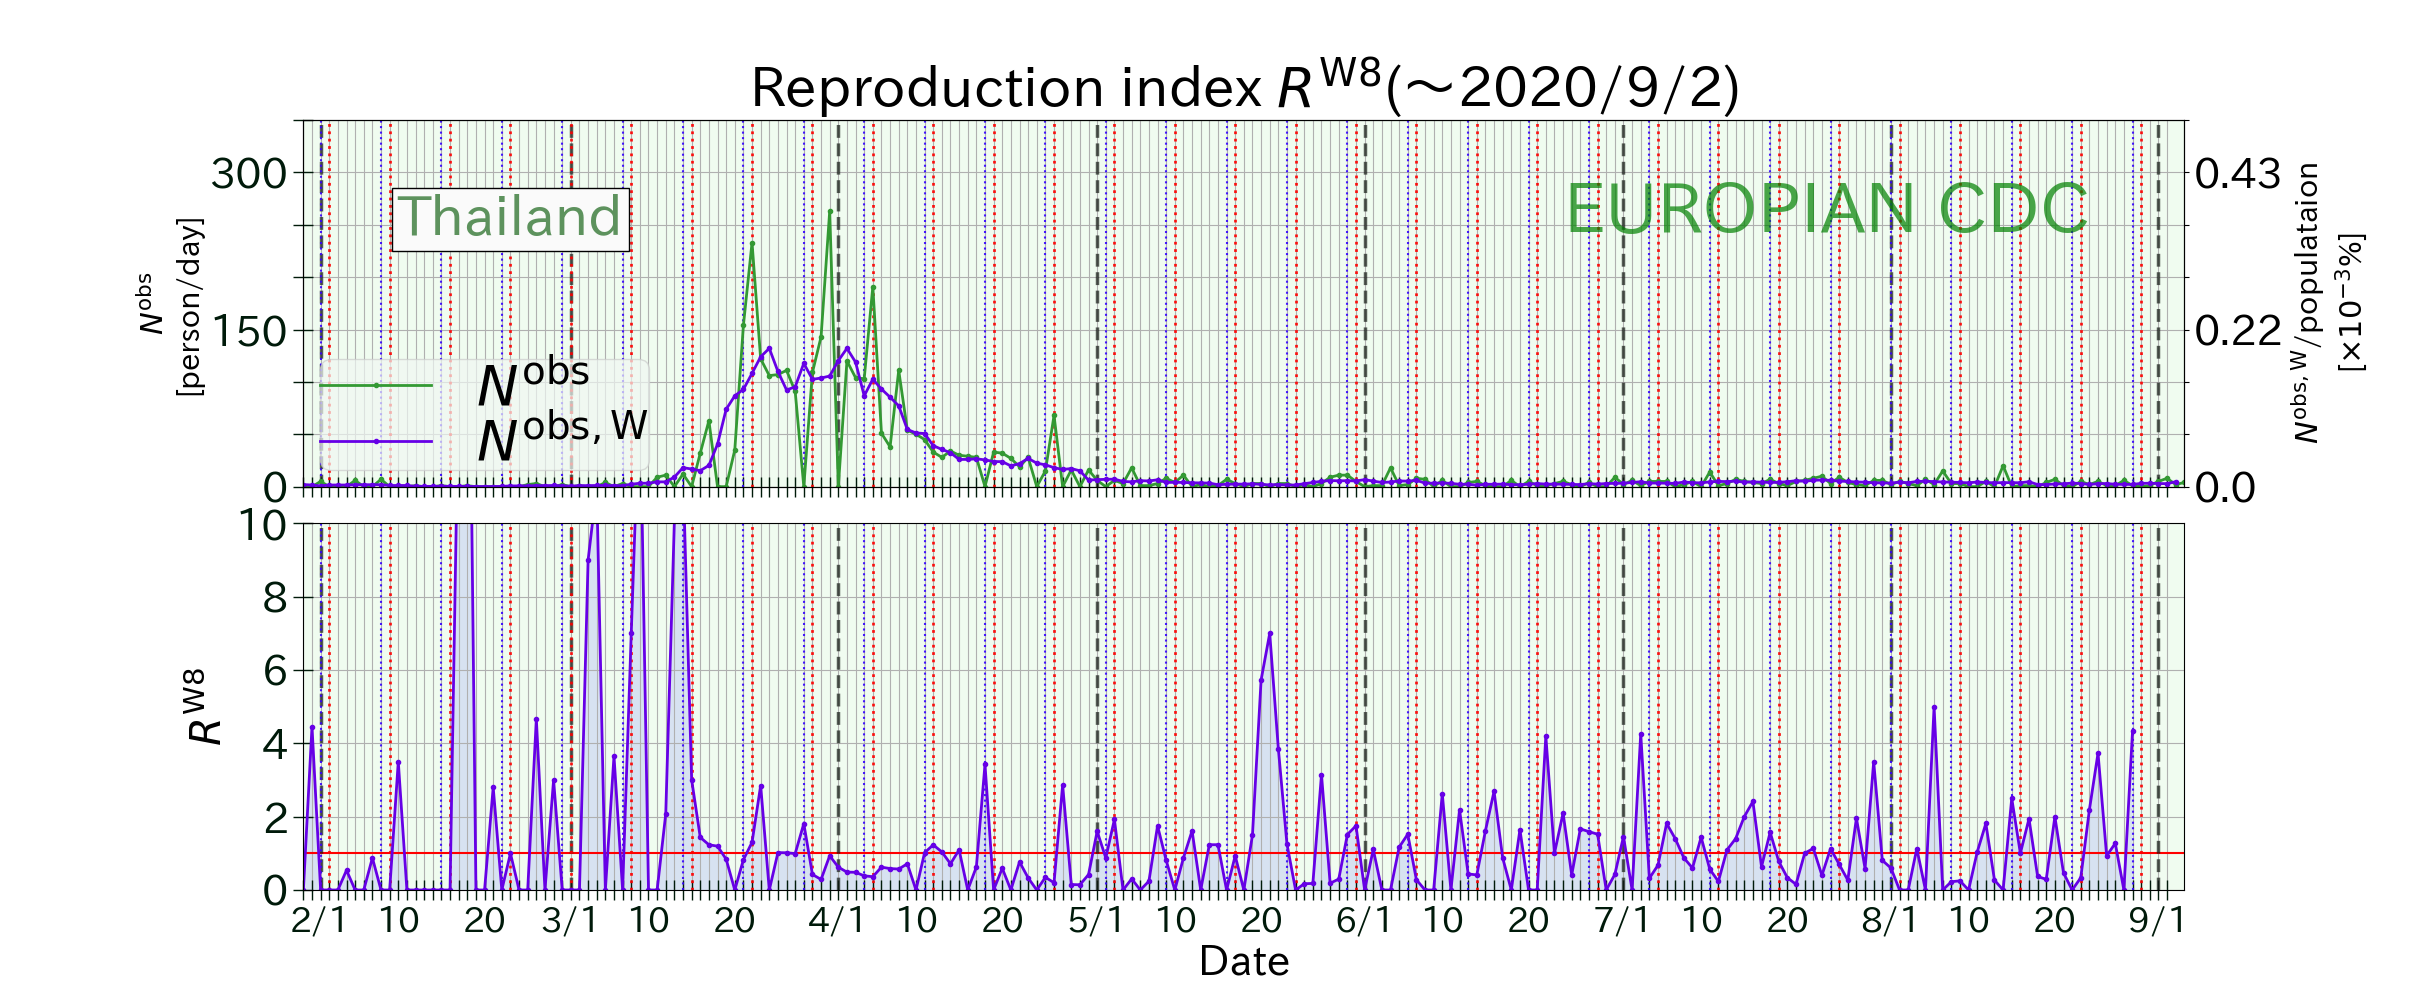 Reproduction index R^W8(～2020/9/2)
Thailand
EUROPIAN CDC
300
150
0
N^obs
[person/day]
N^obs
N^obs, W
0.43
0.22
0.0
N^obs, W/populataion
[×10^−3%]
10
8
6
4
2
0
R^W8
2/1 10 20 3/1 10 20 4/1 10 20 5/1 10 20 6/1 10 20 7/1 10 20 8/1 10 20 9/1
Date